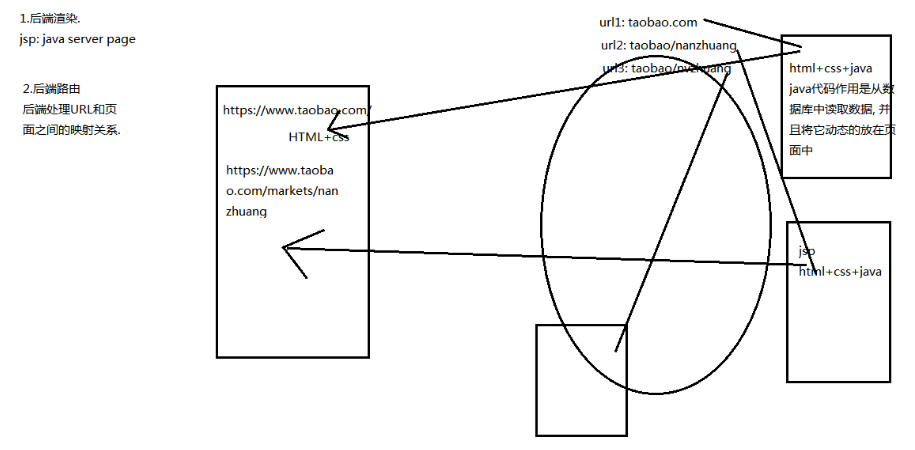 1.后端渲染.
jsp: java server page
2.后端路由
后端处理URL和页
面之间的映射关系.
https://www.taobao.com/
HTML+css
https://www.taoba
o.com/markets/nan
zhuang
url1: taobao.com
url2: taobao/nanzhuang
url3: taobao/nvzhuang
html+css+java
java代码作用是从数
据库中读取数据, 并
且将它动态的放在页
面中
jsp
html+css+java